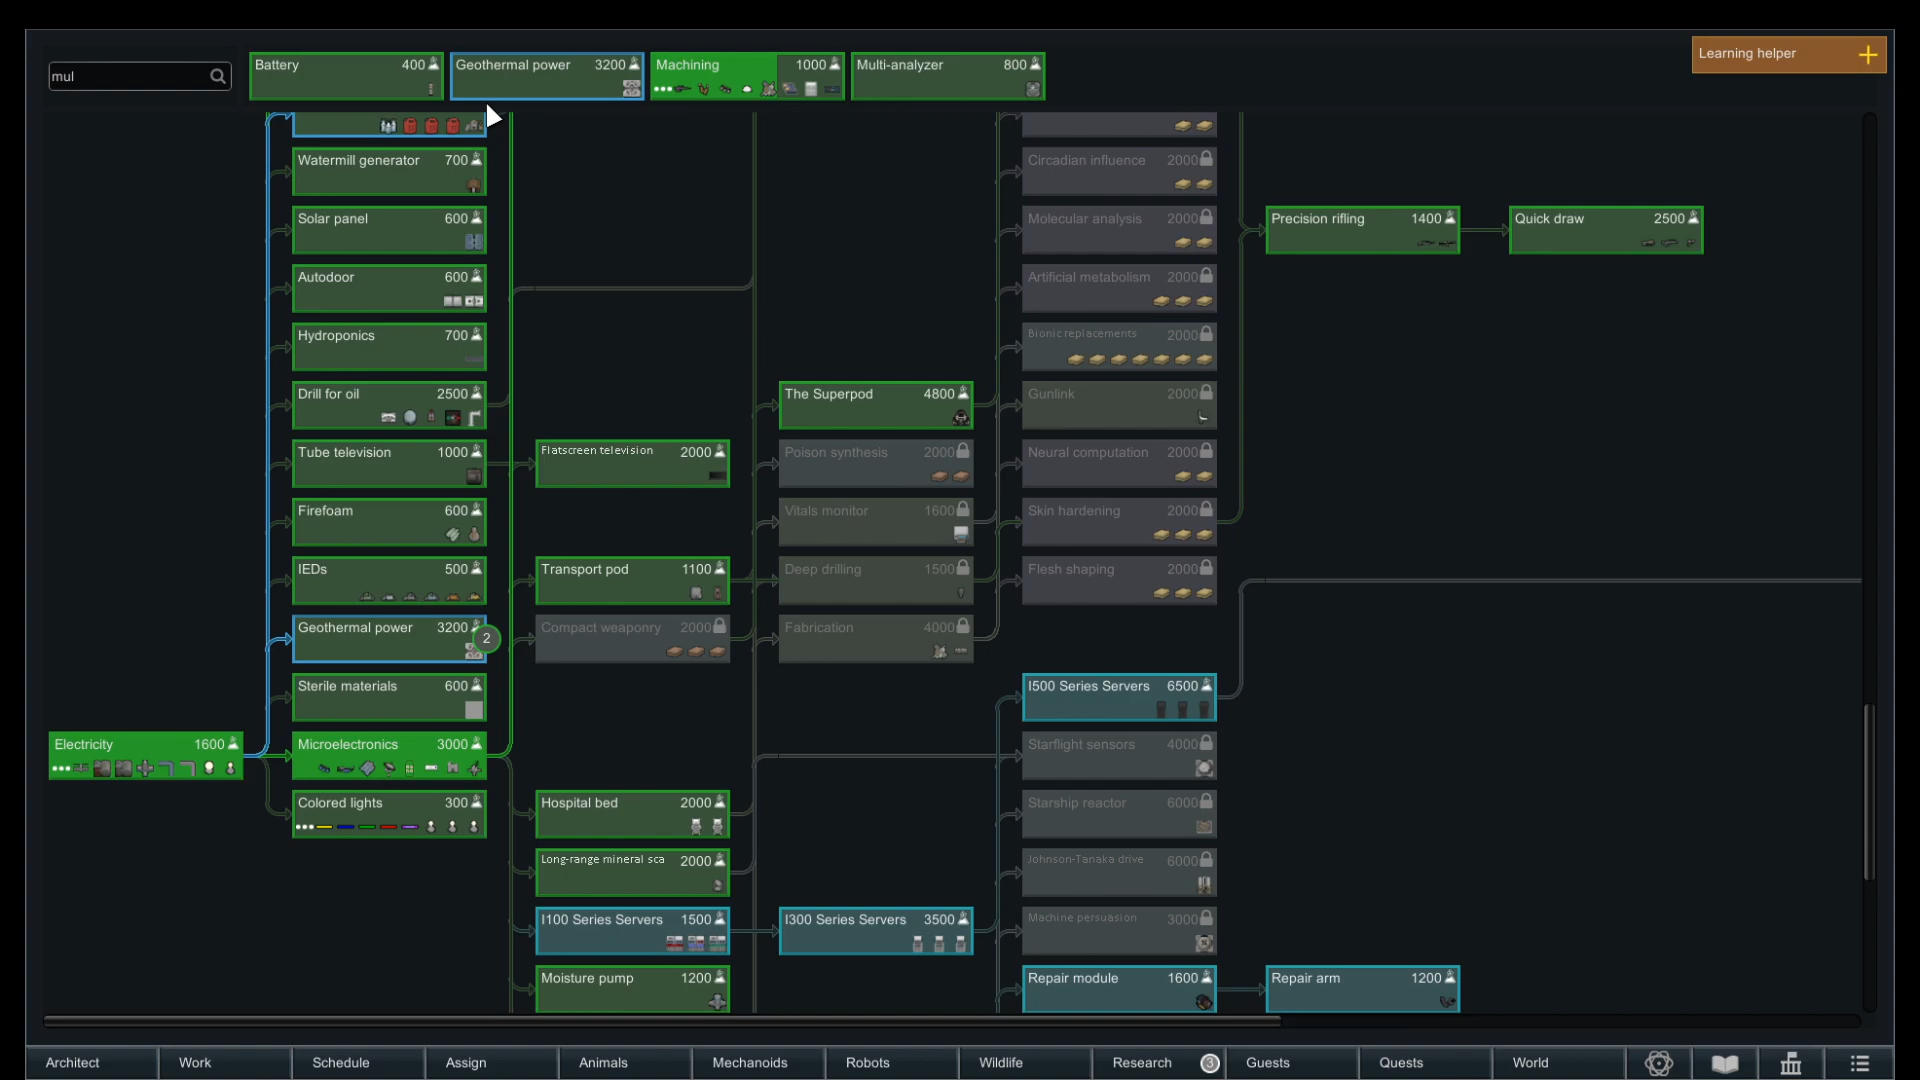 mul
Battery 400
Geothermal power 3200
Machining 1000
Multi-analyzer 800
Learning helper
Watermill generator 700
Circadian influence 2000
Solar panel 600
Molecular analysis 2000
Precision rifling 1400
Quick draw 2500
Autodoor 600
Artificial metabolism 2000
Hydroponics 700
Bionic replacements 2000
Drill for oil 2500
The Superpod 4800
Gunlink 2000
Tube television 1000
Flatscreen television 2000
Poison synthesis 2000
Neural computation 2000
Firefoam 600
Vitals monitor 1600
Skin hardening 2000
IEDs 500
Transport pod 1100
Deep drilling 1500
Flesh shaping 2000
Geothermal power 3200
2
Compact weaponry 2000
Fabrication 4000
Sterile materials 600
I500 Series Servers 6500
Electricity 1600
Microelectronics 3000
Starflight sensors 4000
Colored lights 300
Hospital bed 2000
Starship reactor 6000
Long-range mineral sca 2000
Johnson-Tanaka drive 6000
I100 Series Servers 1500
I300 Series Servers 3500
Machine persuasion 3000
Moisture pump 1200
Repair module 1600
Repair arm 1200
Architect
Work
Schedule
Assign
Animals
Mechanoids
Robots
Wildlife
Research 3
Guests
Quests
World